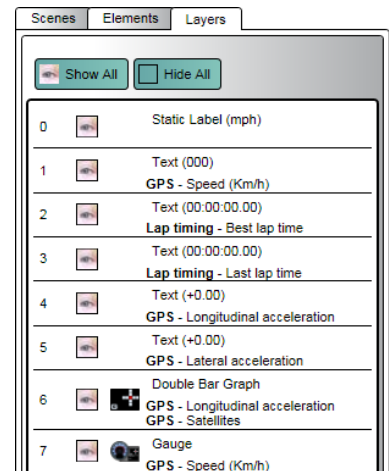 Scenes Elements Layers
Show All Hide All
0 Static Label (mph)
1 Text (000)
GPS - Speed (Km/h)
2 Text (00:00:00.00)
Lap timing - Best lap time
3 Text (00:00:00.00)
Lap timing - Last lap time
4 Text (+0.00)
GPS - Longitudinal acceleration
5 Text (+0.00)
GPS - Lateral acceleration
6 Double Bar Graph
GPS - Longitudinal acceleration
GPS - Satellites
7 Gauge
GPS - Speed (Km/h)